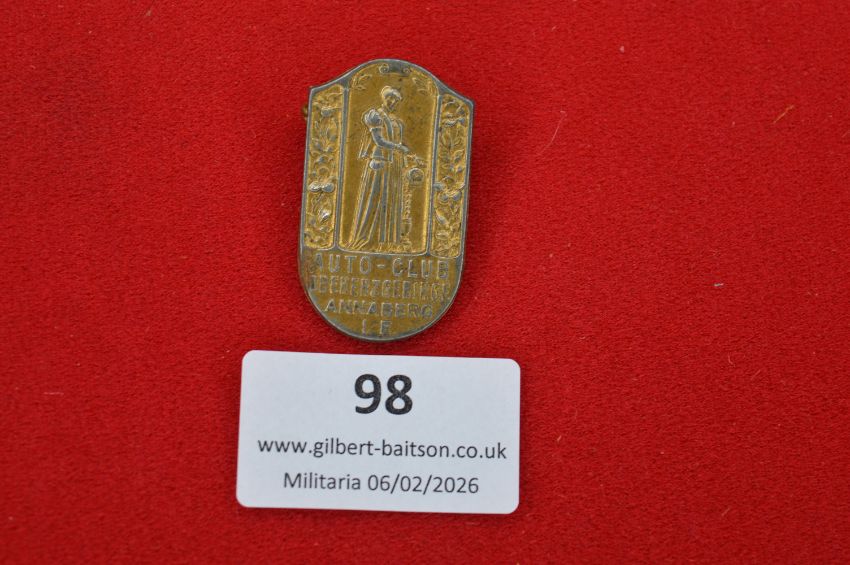 AUTO-CLUB
ANNABERG
I. E.
98
www.gilbert-baitson.co.uk
Militaria 06/02/2026